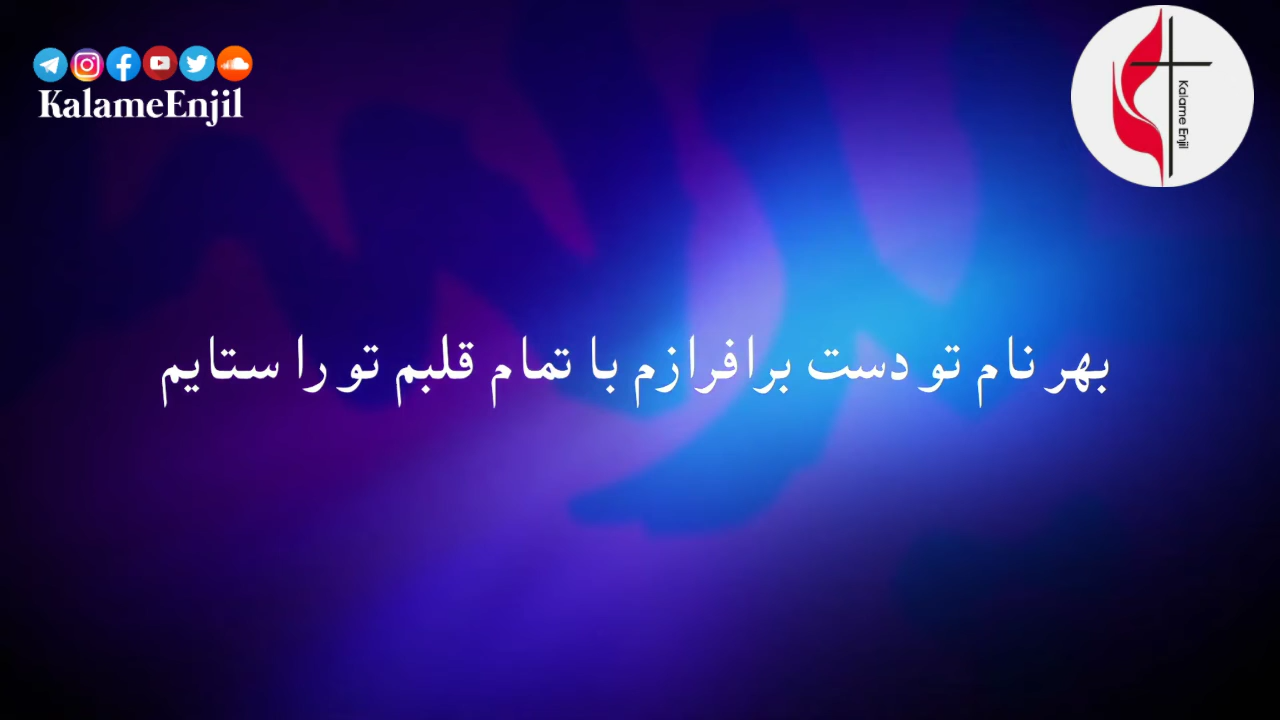 KalameEnjil
Kalame Enjil
بهر نام تو دست برافرازم با تمام قلبم تو را ستایم